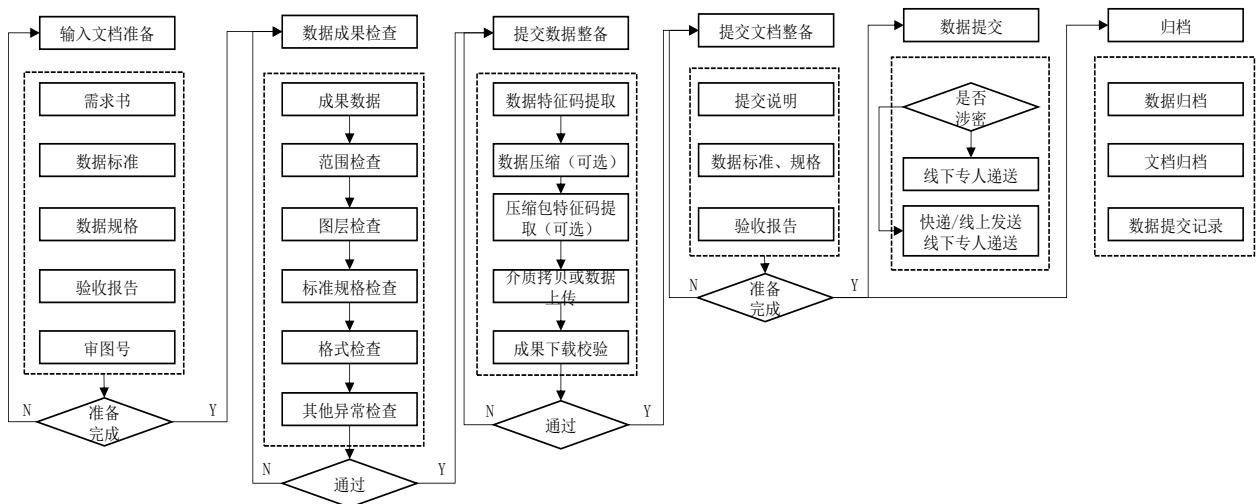 输入文档准备
需求书
数据标准
数据规格
验收报告
审图号
准备
完成
N
Y
数据成果检查
成果数据
范围检查
图层检查
标准规格检查
格式检查
其他异常检查
通过
N
Y
提交数据整备
数据特征码提取
数据压缩（可选）
压缩包特征码提
取（可选）
介质拷贝或数据
上传
成果下载校验
通过
N
Y
提交文档整备
提交说明
数据标准、规格
验收报告
准备
完成
N
Y
数据提交
是否
涉密
线下专人递送
快递/线上发送
线下专人递送
归档
数据归档
文档归档
数据提交记录